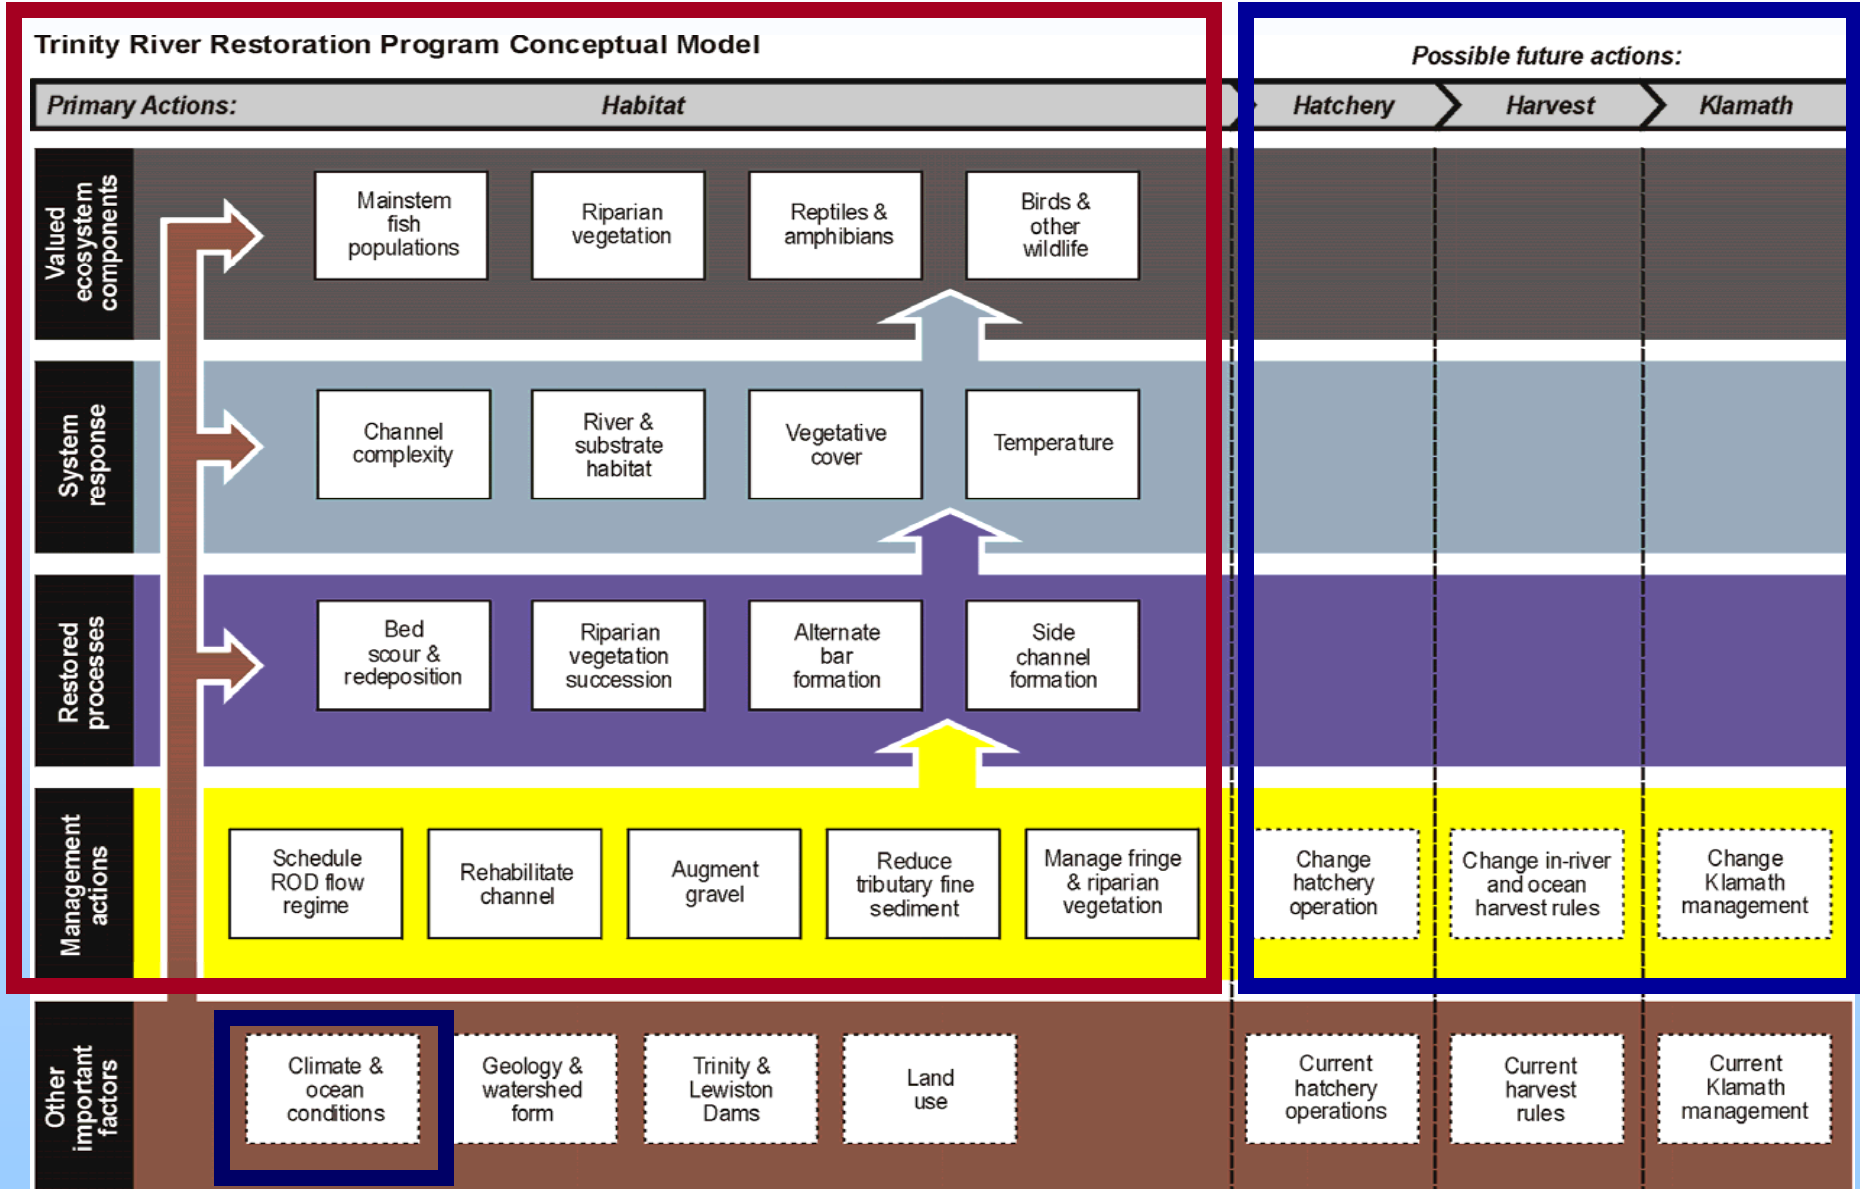 Trinity River Restoration Program Conceptual Model
Possible future actions:
Primary Actions:
Habitat
Hatchery
Harvest
Klamath
Valued
ecosystem
components
Mainstem
fish
populations
Riparian
vegetation
Reptiles &
amphibians
Birds &
other
wildlife
System
response
Channel
complexity
River &
substrate
habitat
Vegetative
cover
Temperature
Restored
processes
Bed
scour &
redeposition
Riparian
vegetation
succession
Alternate
bar
formation
Side
channel
formation
Management
actions
Schedule
ROD flow
regime
Rehabilitate
channel
Augment
gravel
Reduce
tributary fine
sediment
Manage fringe
& riparian
vegetation
Change
hatchery
operation
Change in-river
and ocean
harvest rules
Change
Klamath
management
Other
important
factors
Climate &
ocean
conditions
Geology &
watershed
form
Trinity &
Lewiston
Dams
Land
use
Current
hatchery
operations
Current
harvest
rules
Current
Klamath
management